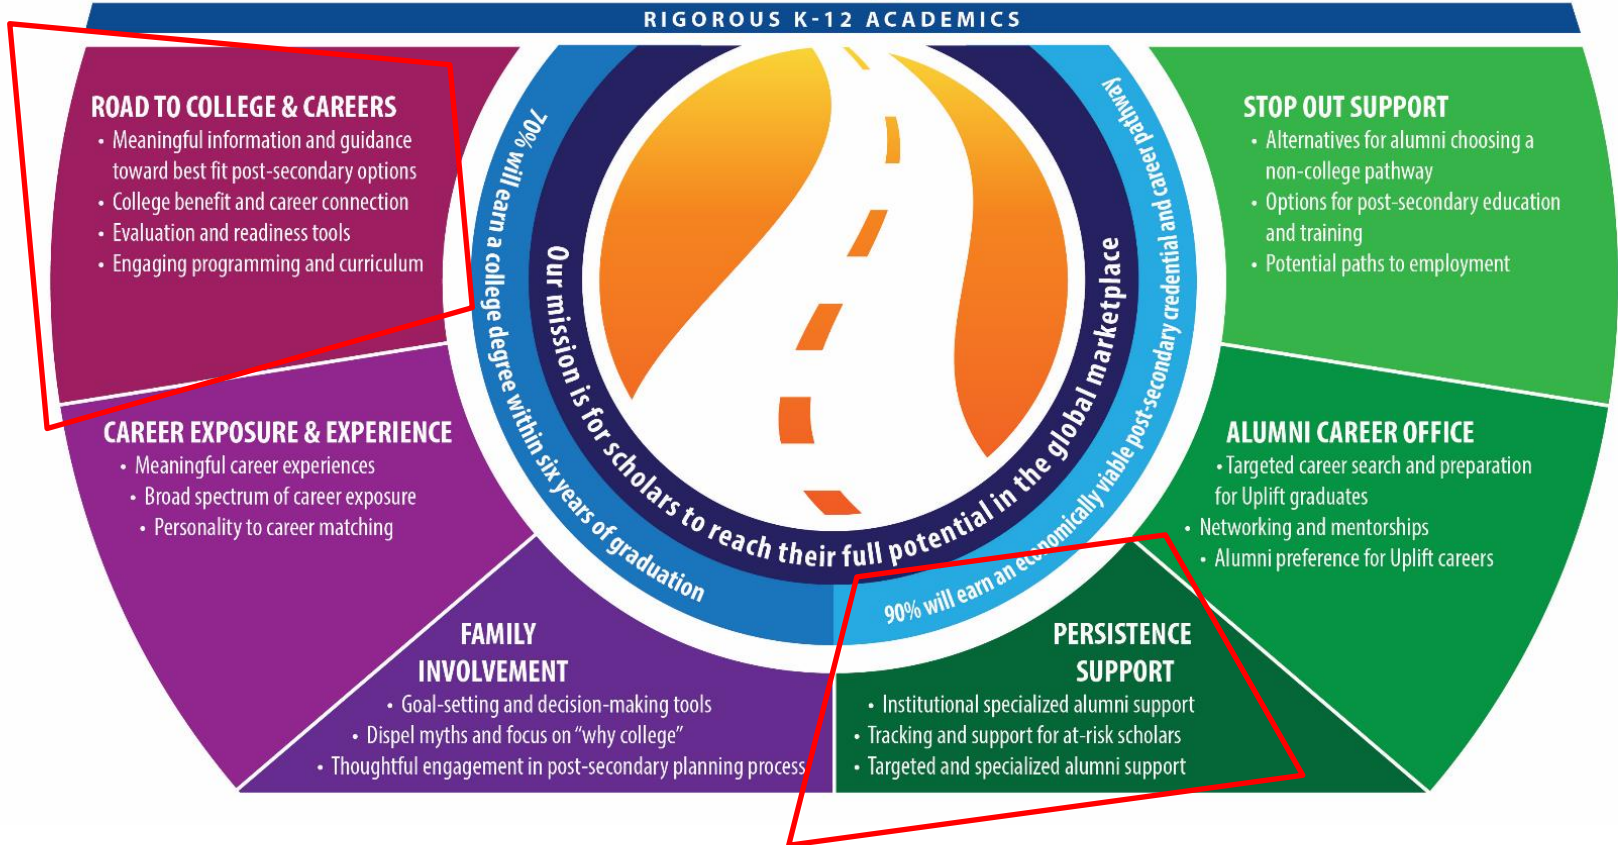 RIGOROUS K-12 ACADEMICS
ROAD TO COLLEGE & CAREERS
• Meaningful information and guidance
toward best fit post-secondary options
• College benefit and career connection
• Evaluation and readiness tools
• Engaging programming and curriculum
CAREER EXPOSURE & EXPERIENCE
• Meaningful career experiences
• Broad spectrum of career exposure
• Personality to career matching
FAMILY
INVOLVEMENT
• Goal-setting and decision-making tools
• Dispel myths and focus on “why college”
• Thoughtful engagement in post-secondary planning process
70% will earn a college degree within six years of graduation
Our mission is for scholars to reach their full potential in the global marketplace
90% will earn an economically viable post-secondary credential and career pathway
PERSISTENCE
SUPPORT
• Institutional specialized alumni support
• Tracking and support for at-risk scholars
• Targeted and specialized alumni support
ALUMNI CAREER OFFICE
• Targeted career search and preparation
for Uplift graduates
• Networking and mentorships
• Alumni preference for Uplift careers
STOP OUT SUPPORT
• Alternatives for alumni choosing a
non-college pathway
• Options for post-secondary education
and training
• Potential paths to employment